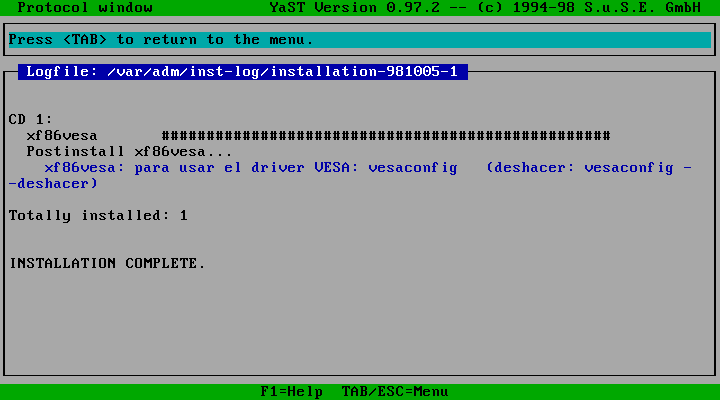 Protocol window YaST Version 0.97.2 -- (c) 1994-98 S.u.S.E. GmbH
Press <TAB> to return to the menu.
Logfile: /var/adm/inst-log/installation-981005-1
CD 1:
xf86vesa ##################################################
Postinstall xf86vesa...
xf86vesa: para usar el driver VESA: vesaconfig (deshacer: vesaconfig -
-deshacer)
Totally installed: 1
INSTALLATION COMPLETE.
F1=Help TAB/ESC=Menu